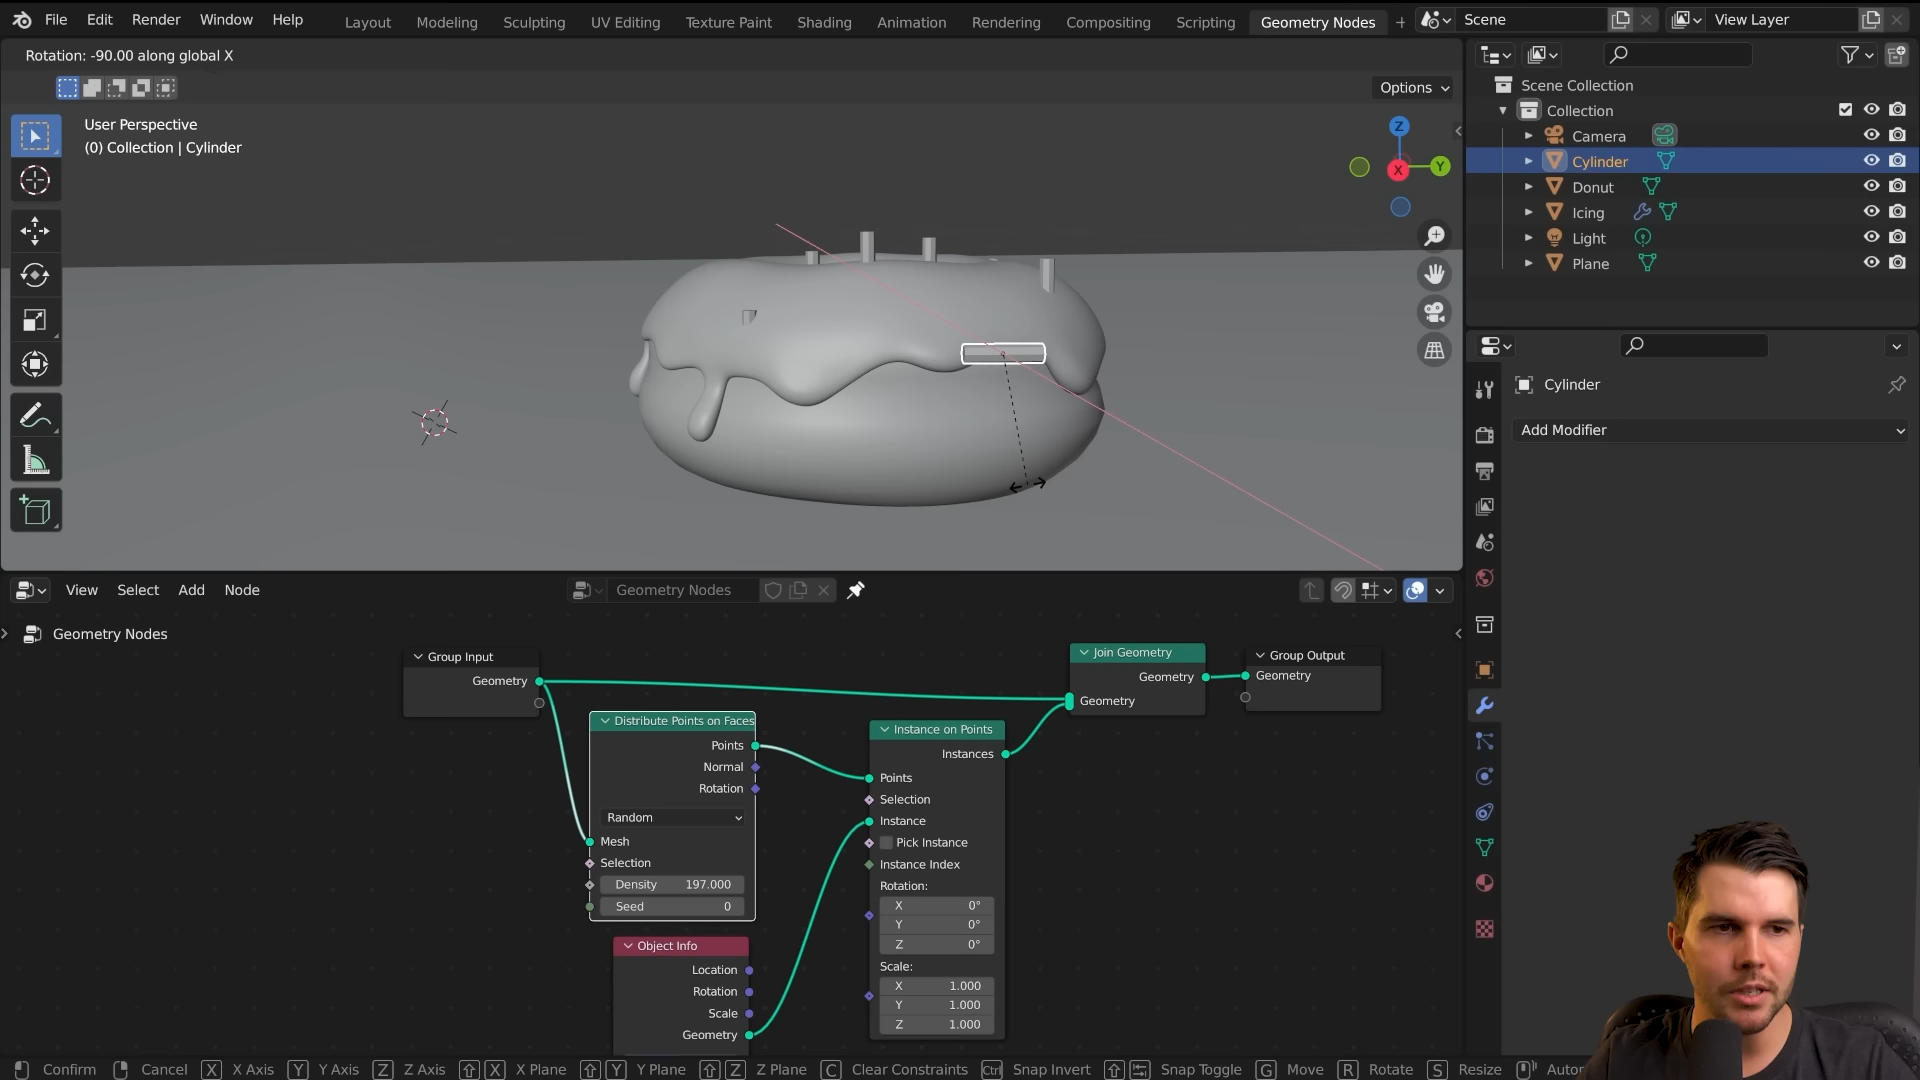 File Edit Render Window Help Layout Modeling Sculpting UV Editing Texture Paint Shading Animation Rendering Compositing Scripting Geometry Nodes + Scene View Layer
Rotation: -90.00 along global X
Options
User Perspective
(0) Collection | Cylinder
Z
Y
X
Scene Collection
Collection
Camera
Cylinder
Donut
Icing
Light
Plane
Cylinder
Add Modifier
View Select Add Node Geometry Nodes
Geometry Nodes
Group Input
Geometry
Distribute Points on Faces
Points
Normal
Rotation
Random
Mesh
Selection
Density 197.000
Seed 0
Object Info
Location
Rotation
Scale
Geometry
Instance on Points
Instances
Points
Selection
Instance
Pick Instance
Instance Index
Rotation:
X 0°
Y 0°
Z 0°
Scale:
X 1.000
Y 1.000
Z 1.000
Join Geometry
Geometry
Geometry
Group Output
Geometry
Confirm Cancel X X Axis Y Y Axis Z Z Axis X X Plane Y Y Plane Z Z Plane C Clear Constraints Ctrl Snap Invert Snap Toggle G Move R Rotate S Resize